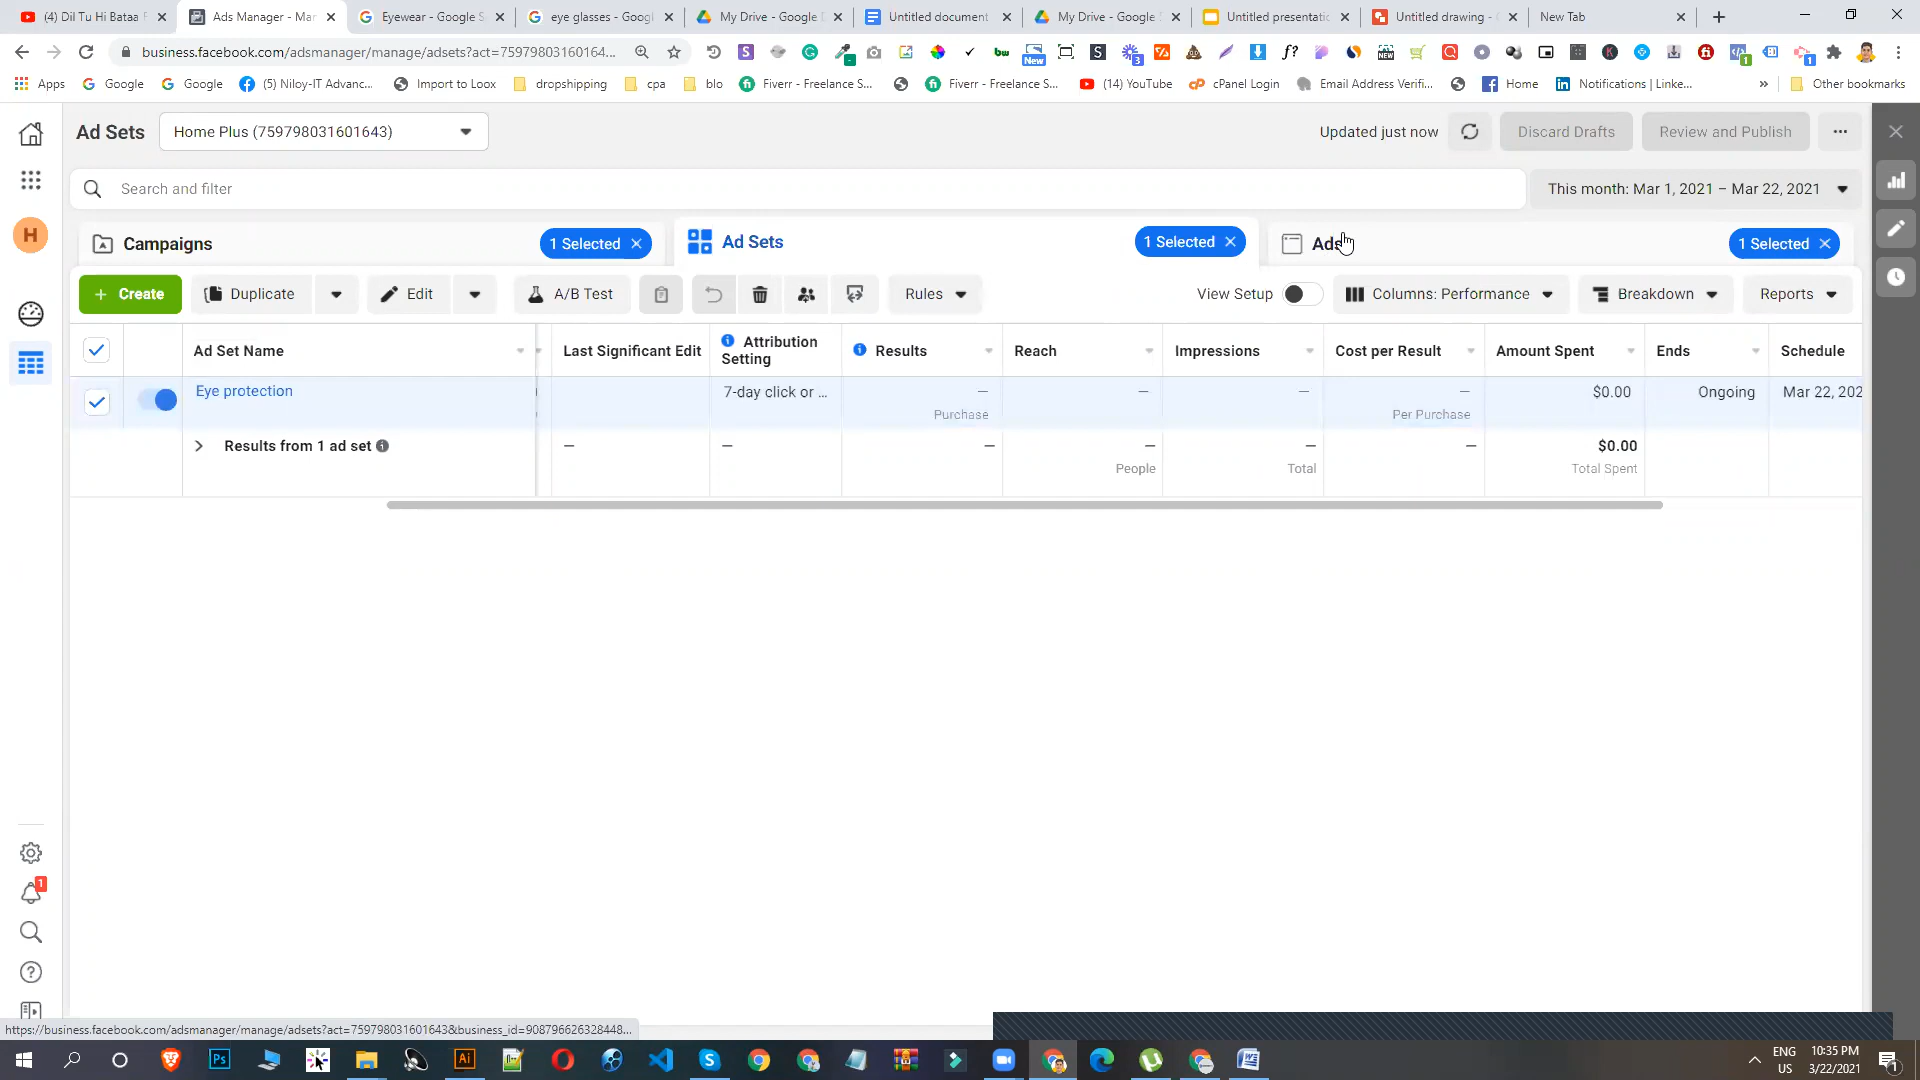 (4) Dil Tu Hi Bataa
Ads Manager - Ma
Eyewear - Google S
eye glasses - Goog
My Drive - Google
Untitled document
My Drive - Google
Untitled presentatio
Untitled drawing -
New Tab
business.facebook.com/adsmanager/manage/adsets?act=75979803160164...
New
Apps
Google
Google
(5) Niloy-IT Advanc...
Import to Loox
dropshipping
cpa
blo
Fiverr - Freelance S...
Fiverr - Freelance S...
(14) YouTube
cPanel Login
Email Address Verifi...
Home
Notifications | Linke...
Other bookmarks
Ad Sets
Home Plus (759798031601643)
Updated just now
Discard Drafts
Review and Publish
Search and filter
This month: Mar 1, 2021 – Mar 22, 2021
H
Campaigns
1 Selected
Ad Sets
1 Selected
Ads
1 Selected
+ Create
Duplicate
Edit
A/B Test
Rules
View Setup
Columns: Performance
Breakdown
Reports
Ad Set Name
Last Significant Edit
Attribution Setting
Results
Reach
Impressions
Cost per Result
Amount Spent
Ends
Schedule
Eye protection
7-day click or ...
—
Purchase
—
—
—
Per Purchase
$0.00
Ongoing
Mar 22, 202
Results from 1 ad set
—
—
—
—
People
—
Total
—
$0.00
Total Spent
1
https://business.facebook.com/adsmanager/manage/adsets?act=759798031601643&business_id=908796626328448...
ENG
US
10:35 PM
3/22/2021